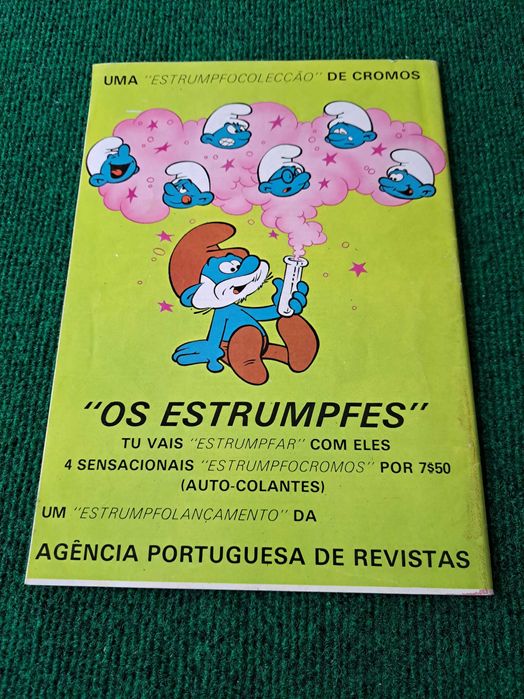 UMA "ESTRUMPFOCOLECÇÃO" DE CROMOS
"OS ESTRUMPFES"
TU VAIS "ESTRUMPFAR" COM ELES
4 SENSACIONAIS "ESTRUMPFOCROMOS" POR 7$50
(AUTO-COLANTES)
UM "ESTRUMPFOLANÇAMENTO" DA
AGÊNCIA PORTUGUESA DE REVISTAS